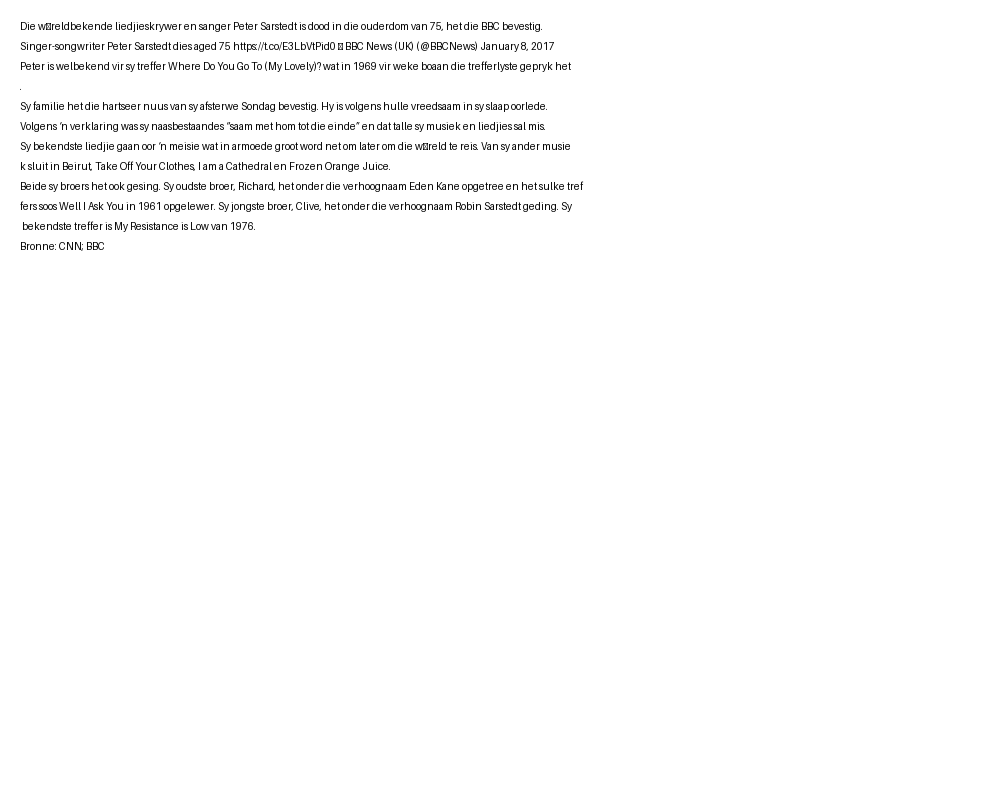 Die w▯reldbekende liedjieskrywer en sanger Peter Sarstedt is dood in die ouderdom van 75, het die BBC bevestig.
Singer-songwriter Peter Sarstedt dies aged 75 https://t.co/E3LbVtPid0 ▯ BBC News (UK) (@BBCNews) January 8, 2017
Peter is welbekend vir sy treffer Where Do You Go To (My Lovely)? wat in 1969 vir weke boaan die trefferlyste gepryk het
.
Sy familie het die hartseer nuus van sy afsterwe Sondag bevestig. Hy is volgens hulle vreedsaam in sy slaap oorlede.
Volgens ’n verklaring was sy naasbestaandes “saam met hom tot die einde” en dat talle sy musiek en liedjies sal mis.
Sy bekendste liedjie gaan oor ’n meisie wat in armoede groot word net om later om die w▯reld te reis. Van sy ander musie
k sluit in Beirut, Take Off Your Clothes, I am a Cathedral en Frozen Orange Juice.
Beide sy broers het ook gesing. Sy oudste broer, Richard, het onder die verhoognaam Eden Kane opgetree en het sulke tref
fers soos Well I Ask You in 1961 opgelewer. Sy jongste broer, Clive, het onder die verhoognaam Robin Sarstedt geding. Sy
bekendste treffer is My Resistance is Low van 1976.
Bronne: CNN; BBC